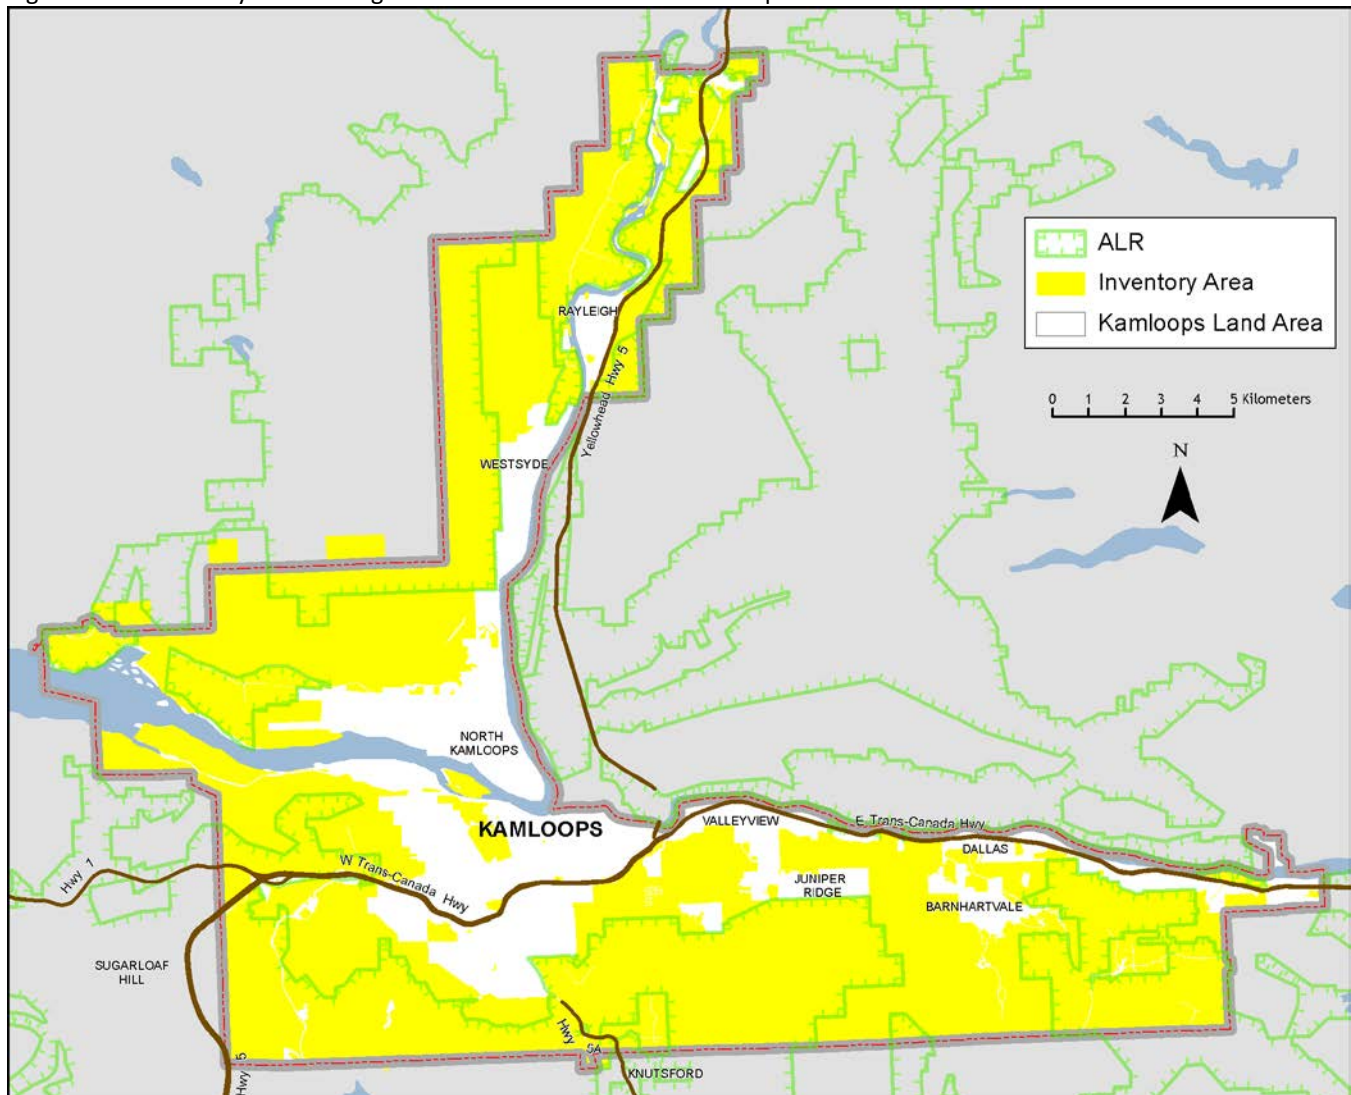 ALR
Inventory Area
Kamloops Land Area
0 1 2 3 4 5 Kilometers
N
RAYLEIGH
Yellowhead Hwy 5
WESTSYDE
NORTH
KAMLOOPS
KAMLOOPS
VALLEYVIEW
E Trans-Canada Hwy
DALLAS
JUNIPER
RIDGE
BARNHARTVALE
Hwy 1
W Trans-Canada Hwy
SUGARLOAF
HILL
Hwy 5
Hwy
5A
KNUTSFORD